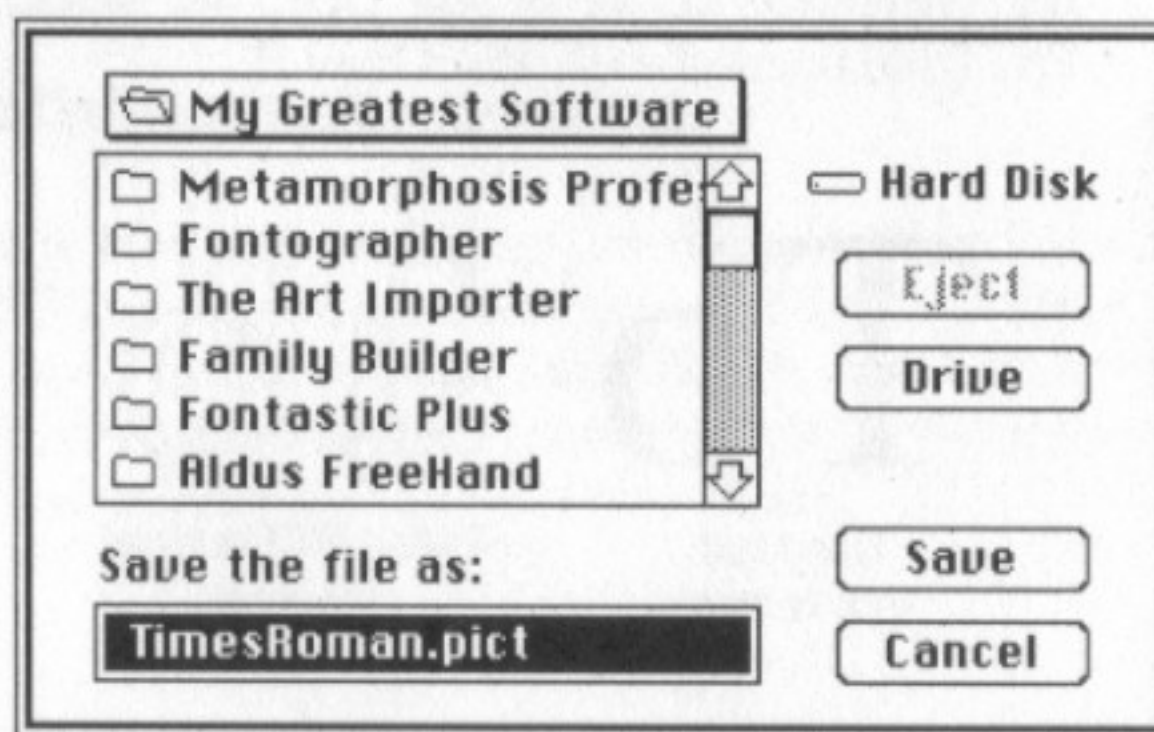 My Greatest Software
Metamorphosis Profe
Fontographer
The Art Importer
Family Builder
Fontastic Plus
Aldus FreeHand
Hard Disk
Eject
Drive
Save the file as:
TimesRoman.pict
Save
Cancel